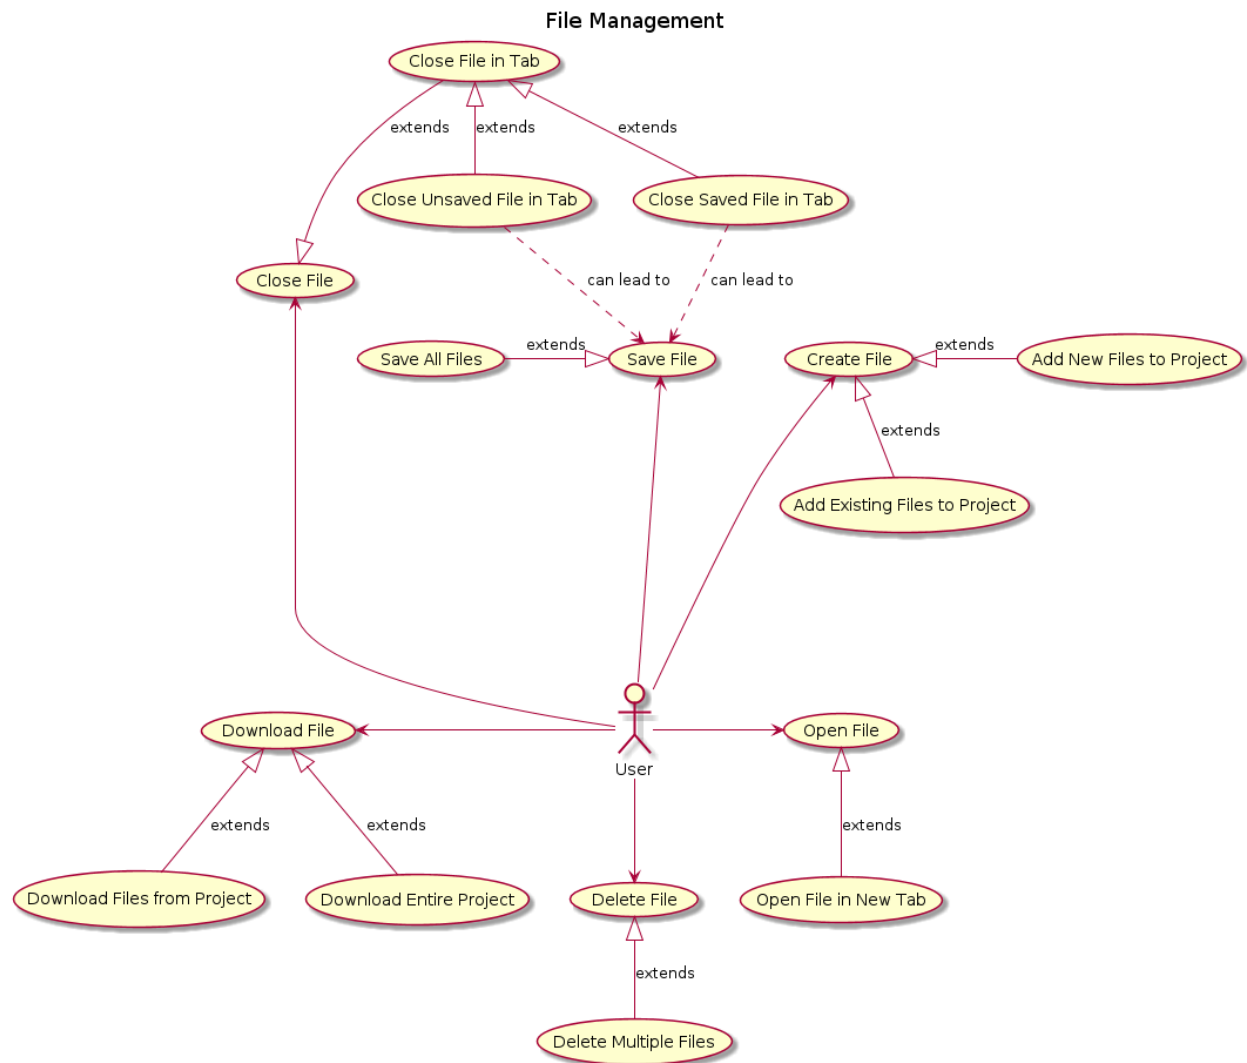 File Management
Close File in Tab
extends
extends
extends
Close Unsaved File in Tab
Close Saved File in Tab
Close File
can lead to
can lead to
Save All Files
extends
Save File
Create File
extends
Add New Files to Project
extends
Add Existing Files to Project
Download File
User
Open File
extends
extends
extends
Download Files from Project
Download Entire Project
Delete File
Open File in New Tab
extends
Delete Multiple Files